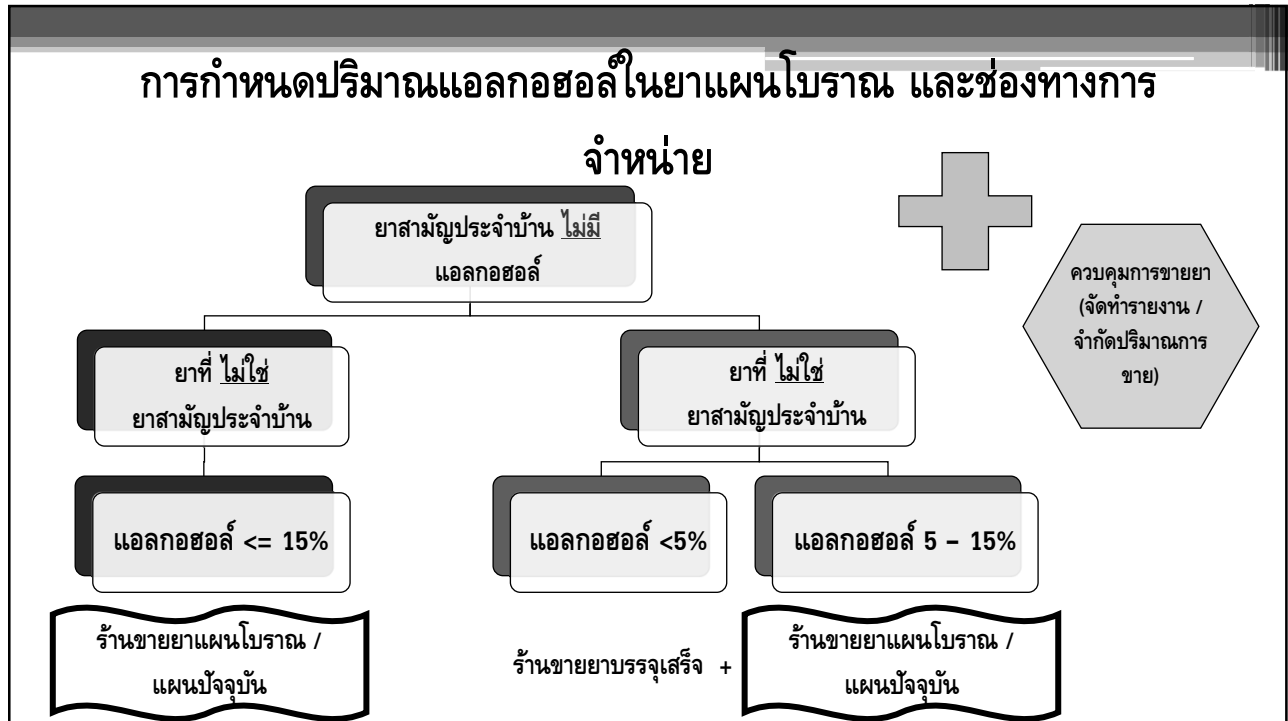 การกำหนดปริมาณแอลกอฮอล์ในยาแผนโบราณ และช่องทางการ
จำหน่าย
ยาสามัญประจำบ้าน ไม่มี
แอลกอฮอล์
ควบคุมการขายยา
(จัดทำรายงาน /
จำกัดปริมาณการ
ขาย)
ยาที่ ไม่ใช่
ยาสามัญประจำบ้าน
ยาที่ ไม่ใช่
ยาสามัญประจำบ้าน
แอลกอฮอล์ <= 15%
แอลกอฮอล์ <5%
แอลกอฮอล์ 5 – 15%
ร้านขายยาแผนโบราณ /
แผนปัจจุบัน
ร้านขายยาบรรจุเสร็จ +
ร้านขายยาแผนโบราณ /
แผนปัจจุบัน